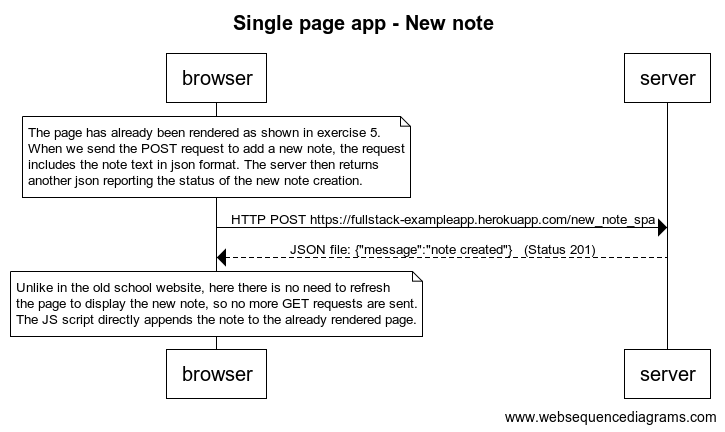 Single page app - New note
browser
server
The page has already been rendered as shown in exercise 5.
When we send the POST request to add a new note, the request
includes the note text in json format. The server then returns
another json reporting the status of the new note creation.
HTTP POST https://fullstack-exampleapp.herokuapp.com/new_note_spa
JSON file: {"message":"note created"} (Status 201)
Unlike in the old school website, here there is no need to refresh
the page to display the new note, so no more GET requests are sent.
The JS script directly appends the note to the already rendered page.
browser
server
www.websequencediagrams.com